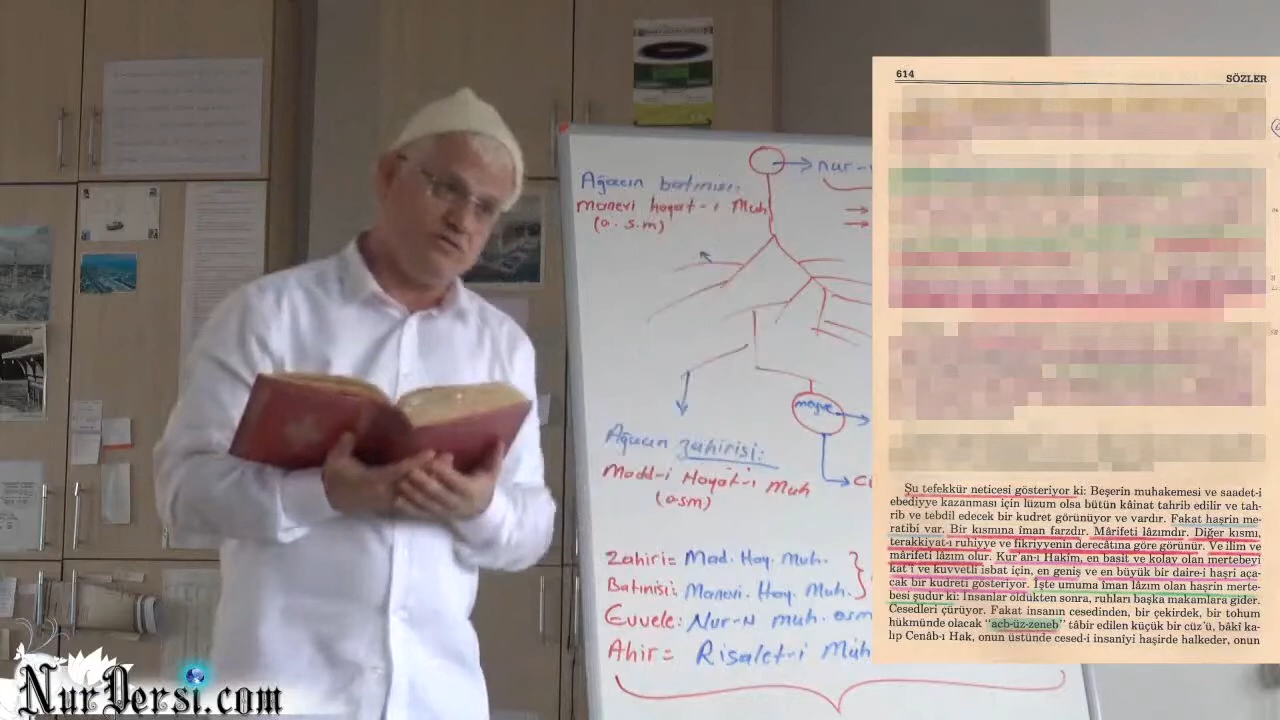 614
SÖZLER
Şu tefekkür neticesi gösteriyor ki: Beşerin muhakemesi ve saadet-i
ebediyye kazanması için lüzum olsa bütün kâinat tahrib edilir ve tah-
rib ve tebdil edecek bir kudret görünüyor ve vardır. Fakat haşrin me-
ratibi var. Bir kısmına îman farzdır. Mârifeti lâzımdır. Diğer kısmı,
terakkiyat-ı ruhiyye ve fikriyyenin derecâtına göre görünür. Ve ilim ve
mârifeti lâzım olur. Kur'an-ı Hakîm, en basit ve kolay olan mertebeyi
kat'î ve kuvvetli isbat için, en geniş ve en büyük bir daire-i haşri aça-
cak bir kudreti gösteriyor. İşte umuma îman lâzım olan haşrin merte-
besi şudur ki: İnsanlar öldükten sonra, ruhları başka makamlara gider.
Cesedleri çürüyor. Fakat insanın cesedinden, bir çekirdek, bir tohum
hükmünde olacak "acb-üz-zeneb" tâbir edilen küçük bir cüz'ü, bâki ka-
lıp Cenâb-ı Hak, onun üstünde cesed-i insanîyi haşirde halkeder, onun
nur-
Ağacın batınisi:
Manevi hayat-ı Muh
(a.s.m)
meyve
Ağacın zahirisi:
Madd-i Hayat-ı Muh
(asm)
Zahiri= Mad. Hay. Muh.
Batınisi: Manevi. Hay. Muh.
Evvele: Nur-u muh. asm
Ahir= Risalet-i Muh
NurDersi.com